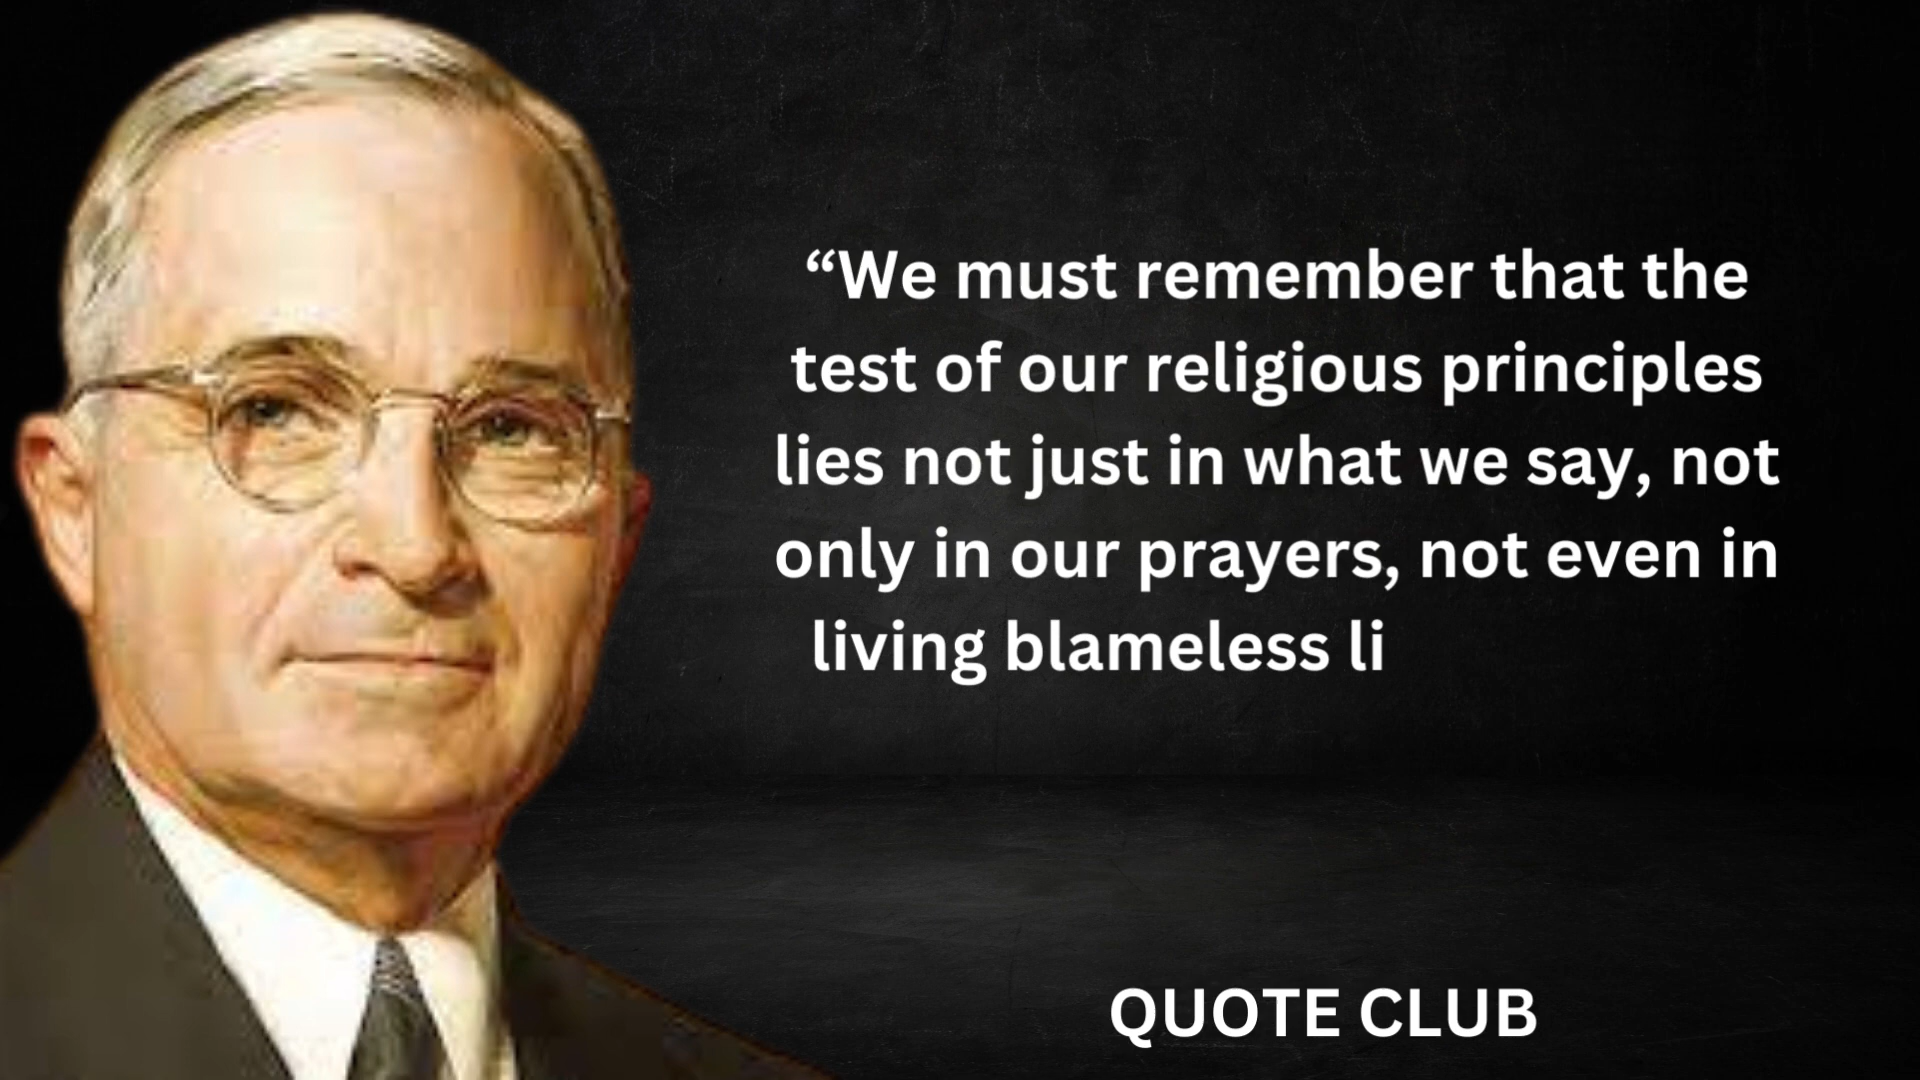 “We must remember that the
test of our religious principles
lies not just in what we say, not
only in our prayers, not even in
living blameless li
QUOTE CLUB